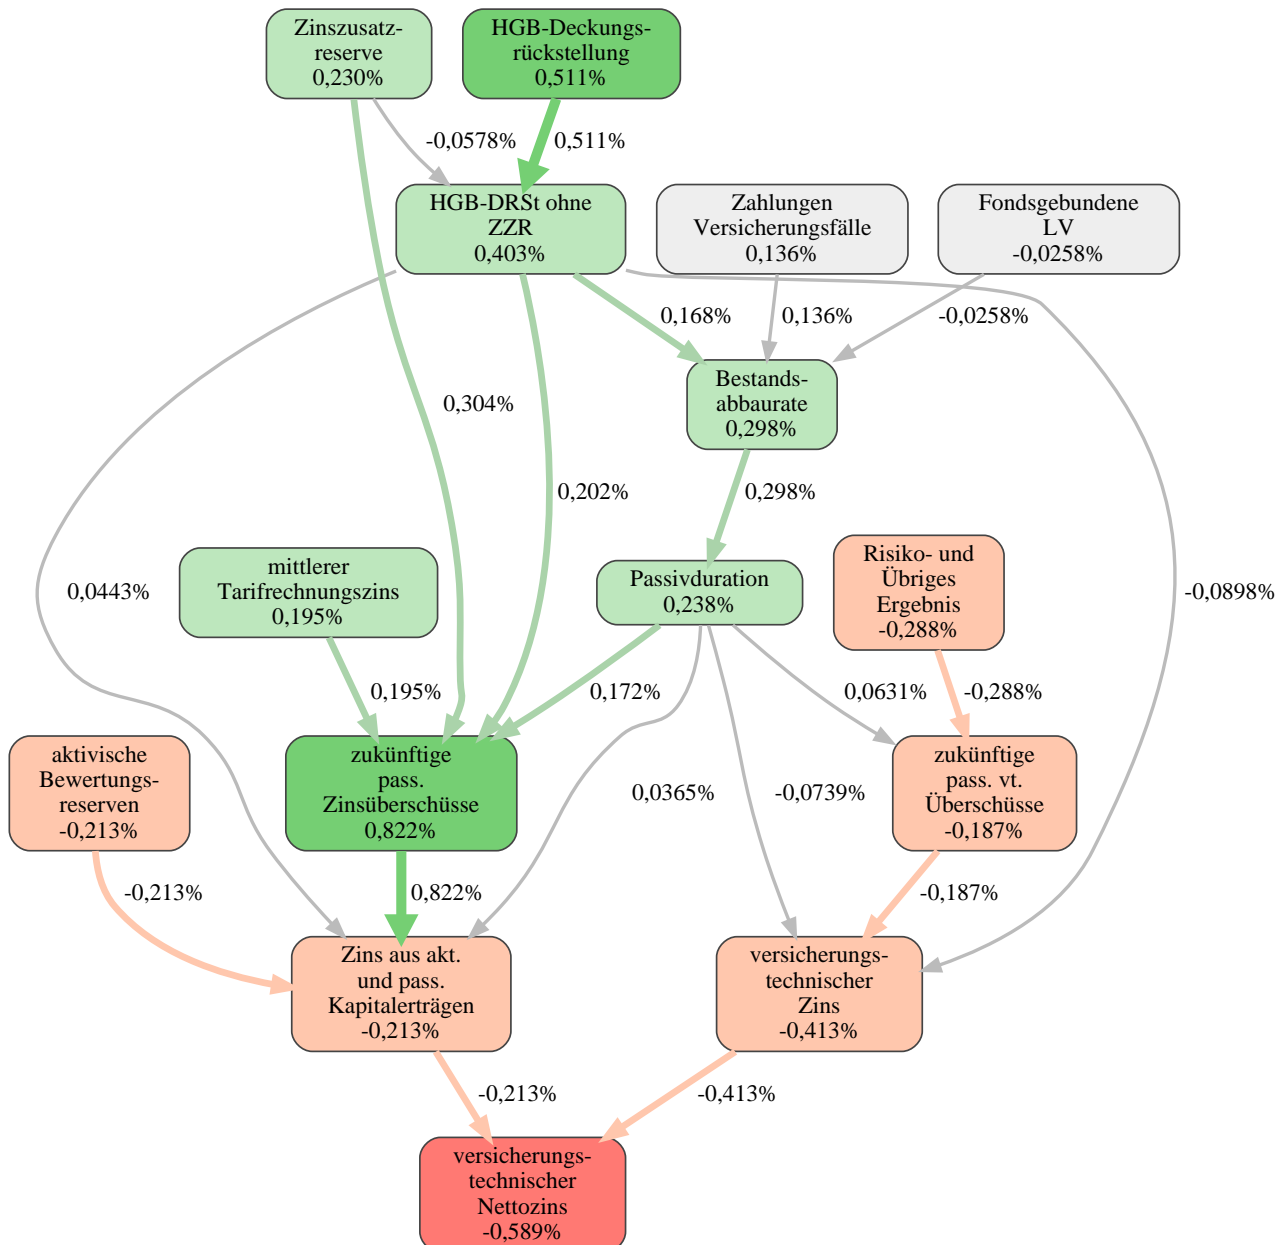 Zinszusatz-
reserve
0,230%
HGB-Deckungs-
rückstellung
0,511%
-0,0578%
0,511%
HGB-DRSt ohne
ZZR
0,403%
Zahlungen
Versicherungsfälle
0,136%
Fondsgebundene
LV
-0,0258%
0,168%
0,136%
-0,0258%
Bestands-
abbaurate
0,298%
0,304%
0,202%
0,298%
mittlerer
Tarifrechnungszins
0,195%
Passivduration
0,238%
Risiko- und
Übriges
Ergebnis
-0,288%
0,0443%
-0,0898%
0,195%
0,172%
0,0631%
-0,288%
aktivische
Bewertungs-
reserven
-0,213%
zukünftige
pass.
Zinsüberschüsse
0,822%
0,0365%
-0,0739%
zukünftige
pass. vt.
Überschüsse
-0,187%
-0,213%
0,822%
-0,187%
Zins aus akt.
und pass.
Kapitalerträgen
-0,213%
versicherungs-
technischer
Zins
-0,413%
-0,213%
-0,413%
versicherungs-
technischer
Nettozins
-0,589%